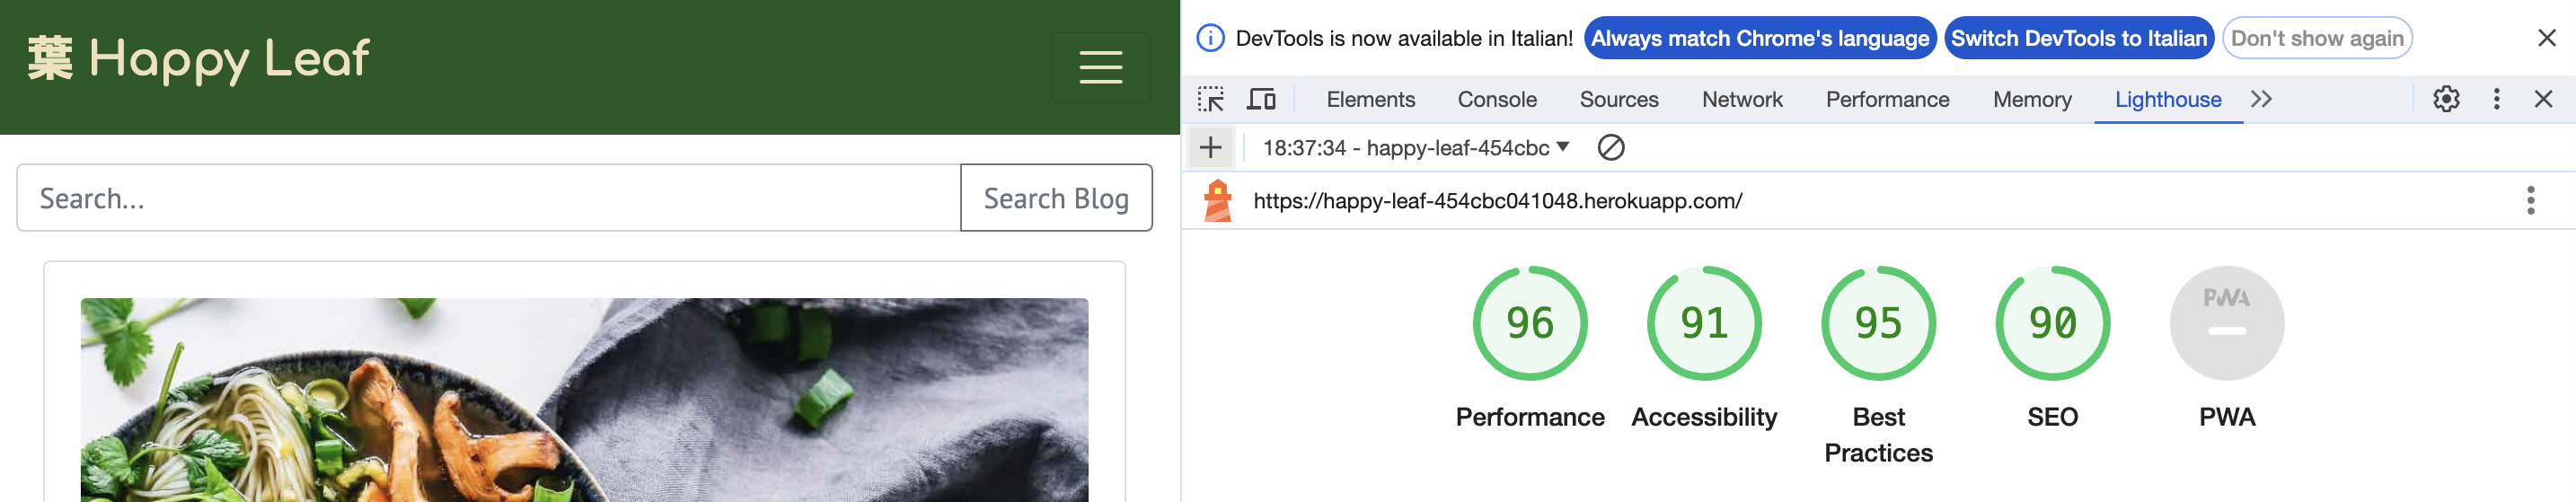 葉 Happy Leaf
Search...
Search Blog
DevTools is now available in Italian!
Always match Chrome's language
Switch DevTools to Italian
Don't show again
Elements
Console
Sources
Network
Performance
Memory
Lighthouse
18:37:34 - happy-leaf-454cbc
https://happy-leaf-454cbc041048.herokuapp.com/
96
91
95
90
PWA
Performance
Accessibility
Best
Practices
SEO
PWA